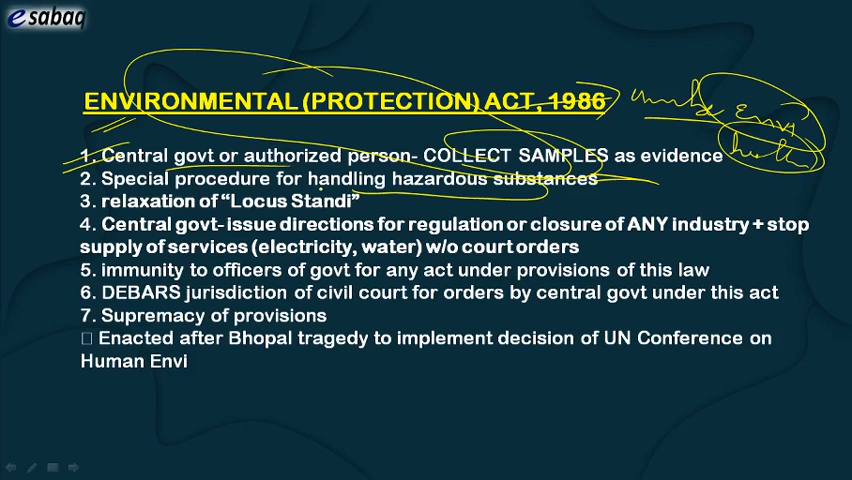 esabaq
ENVIRONMENTAL (PROTECTION) ACT, 1986
Envi
1. Central govt or authorized person- COLLECT SAMPLES as evidence
2. Special procedure for handling hazardous substances
3. relaxation of “Locus Standi”
4. Central govt- issue directions for regulation or closure of ANY industry + stop
supply of services (electricity, water) w/o court orders
5. immunity to officers of govt for any act under provisions of this law
6. DEBARS jurisdiction of civil court for orders by central govt under this act
7. Supremacy of provisions
Enacted after Bhopal tragedy to implement decision of UN Conference on
Human Envi